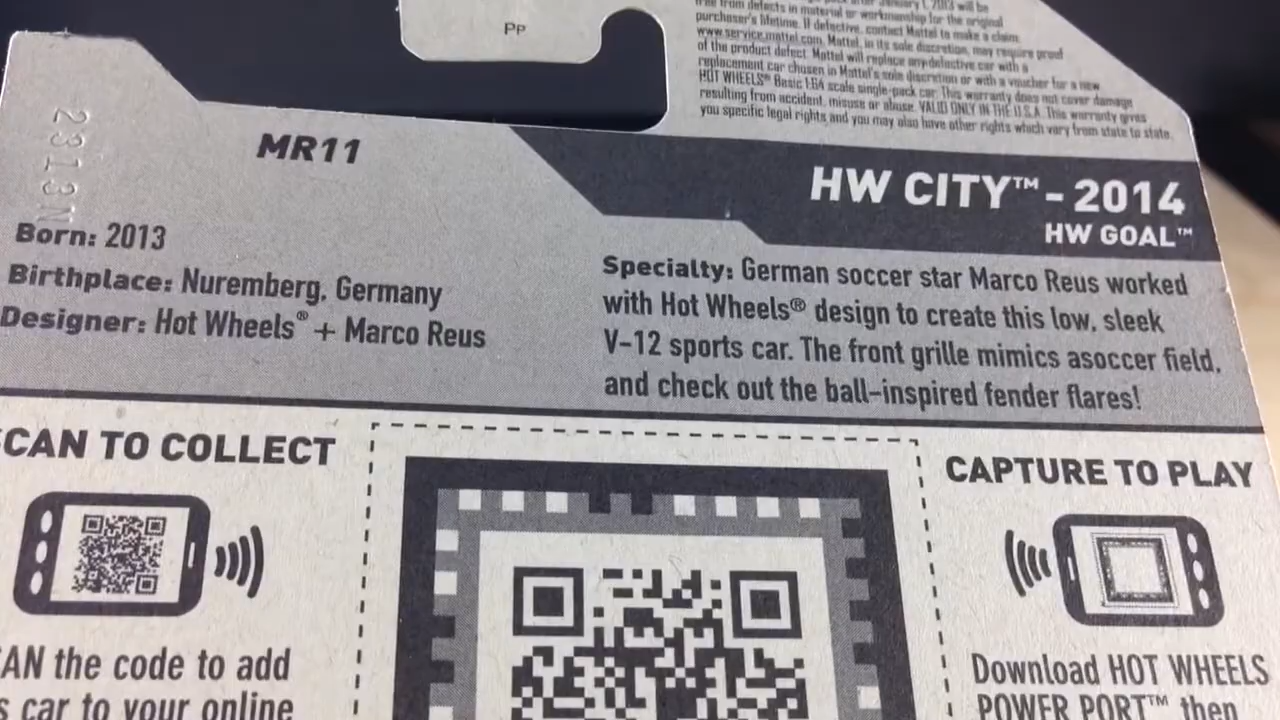 PP
January 1, 2013 will be
free from defects in material or workmanship for the original
purchaser's lifetime. If defective, contact Mattel to make a claim
www.service.mattel.com. Mattel, in its sole discretion, may require proof
of the product defect. Mattel will replace any defective car with a
replacement car chosen in Mattel's sole discretion or with a voucher for a new
HOT WHEELS® Basic 1:64 scale single-pack car. This warranty does not cover damage
resulting from accident, misuse or abuse. VALID ONLY IN THE U.S.A. This warranty gives
you specific legal rights and you may also have other rights which vary from state to state.
2313N
MR11
HW CITY™ - 2014
HW GOAL™
Born: 2013
Birthplace: Nuremberg, Germany
Designer: Hot Wheels® + Marco Reus
Specialty: German soccer star Marco Reus worked
with Hot Wheels® design to create this low, sleek
V-12 sports car. The front grille mimics asoccer field,
and check out the ball-inspired fender flares!
CAN TO COLLECT
AN the code to add
s car to your online
CAPTURE TO PLAY
Download HOT WHEELS
POWER PORT™ then